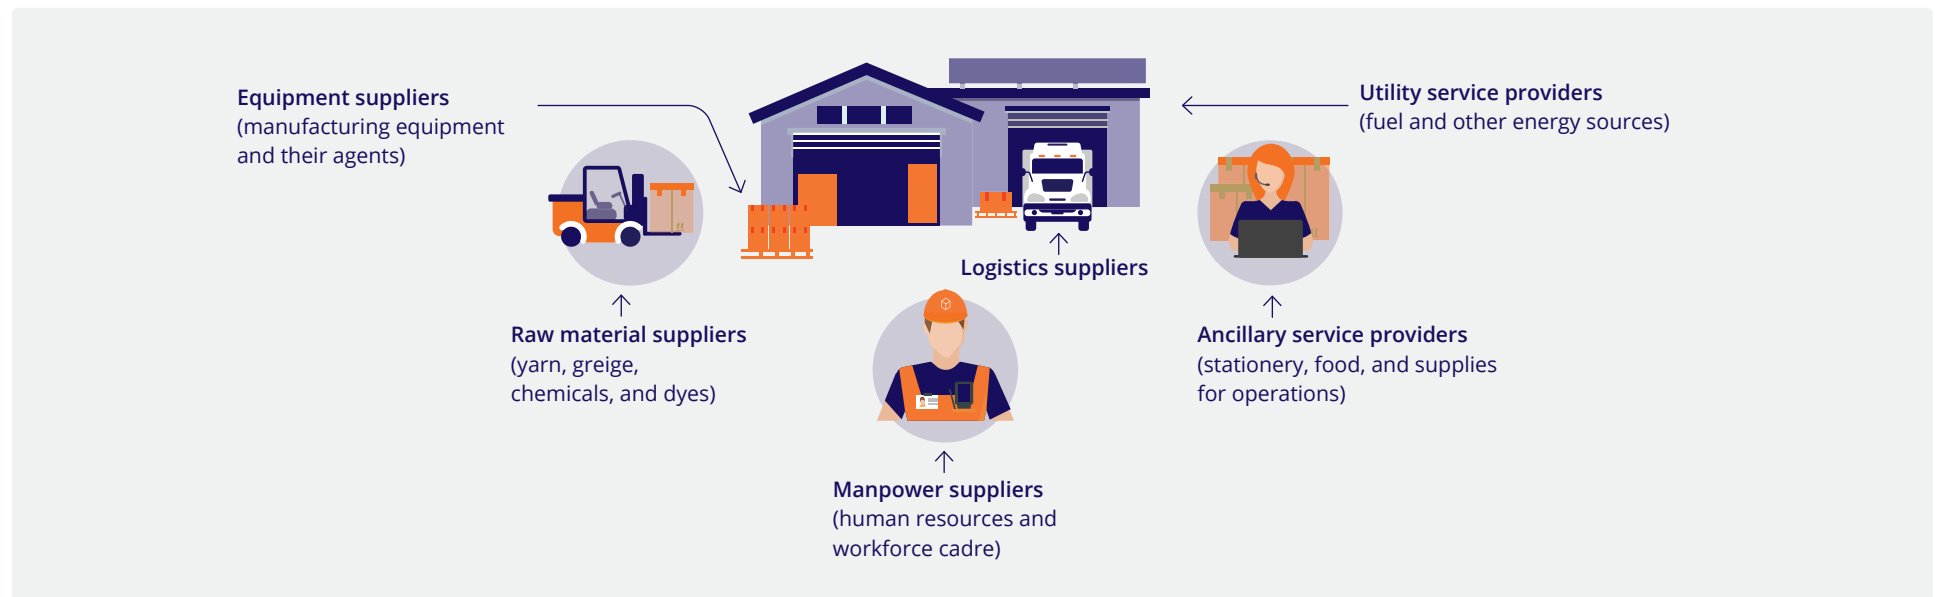 Equipment suppliers
(manufacturing equipment
and their agents)
Utility service providers
(fuel and other energy sources)
Logistics suppliers
Raw material suppliers
(yarn, greige,
chemicals, and dyes)
Ancillary service providers
(stationery, food, and supplies
for operations)
Manpower suppliers
(human resources and
workforce cadre)